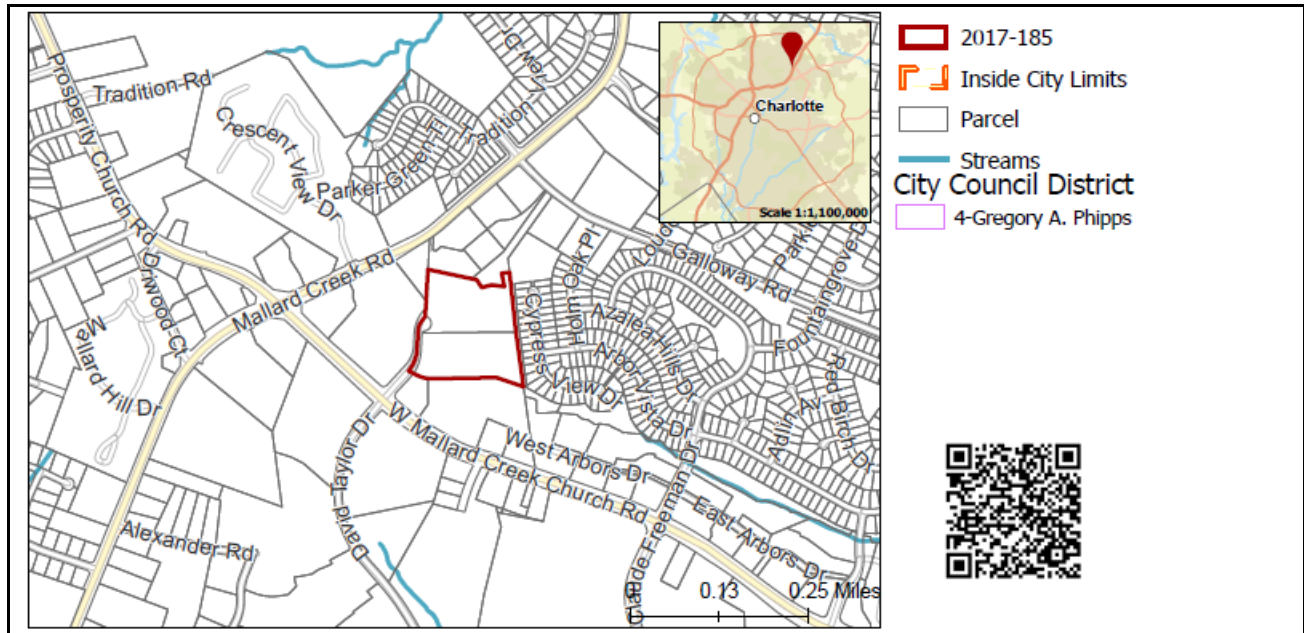 Prosperity Church Rd
Tradition Rd
Crescent View Dr
Parker Green Tr
Tradition View Dr
Mallard Creek Rd
Driwood Ct
Mallard Hill Dr
Galloway Rd
Holm Oak Pl
Cypress View Dr
Azalea Hills Dr
Arbor Vista Dr
Fountaingrove Dr
Red Birch Dr
Adlin Av
W Mallard Creek Church Rd
West Arbors Dr
East Arbors Dr
David Taylor Dr
Claude Freeman Dr
Alexander Rd
0 0.13 0.25 Miles
Charlotte
Scale 1:1,100,000
2017-185
Inside City Limits
Parcel
Streams
City Council District
4-Gregory A. Phipps